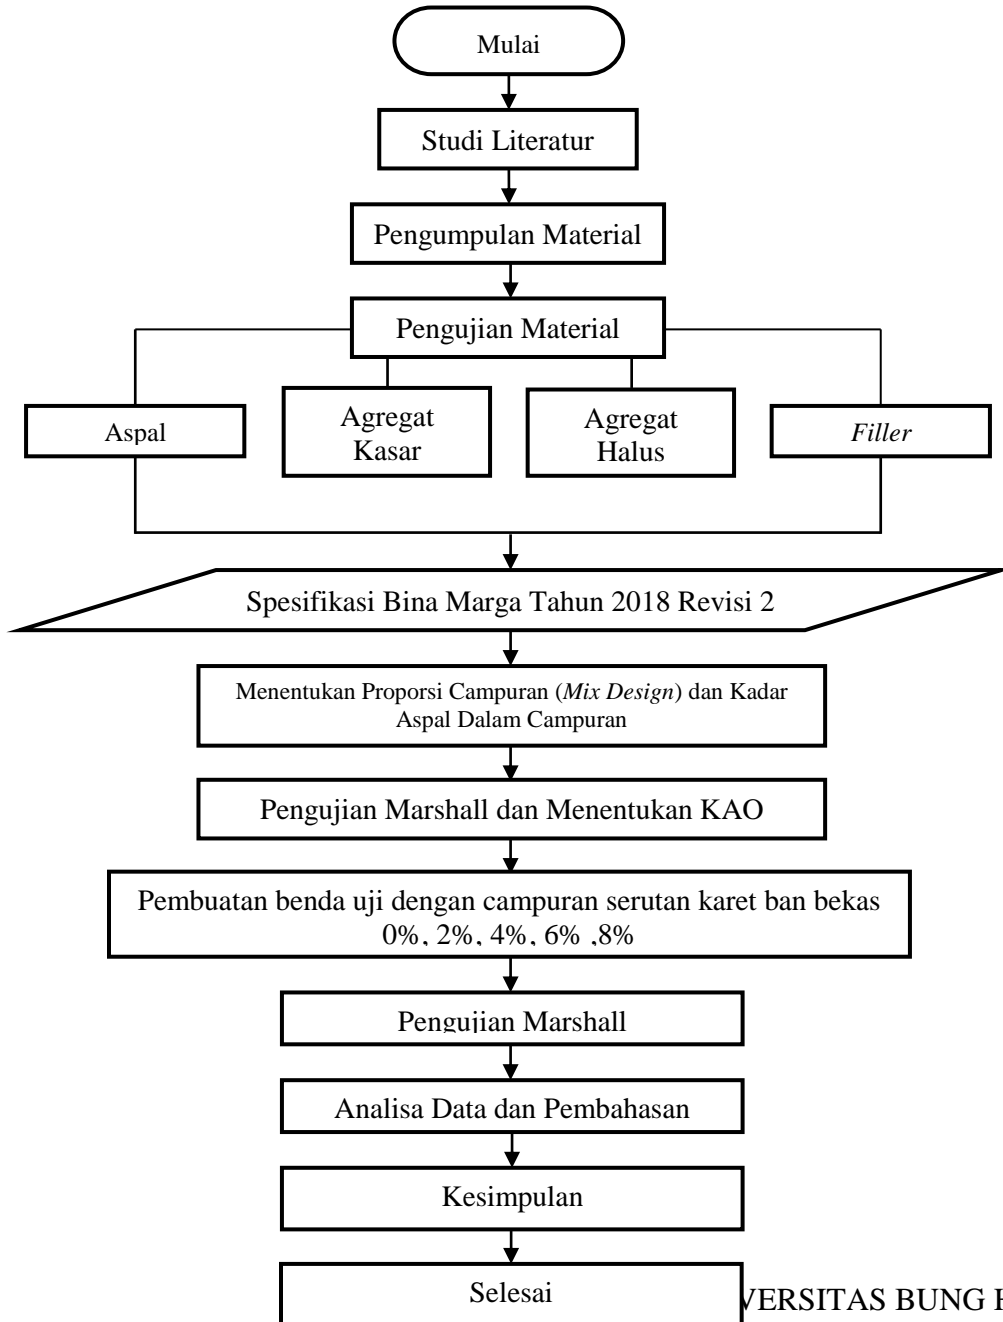 Mulai
Studi Literatur
Pengumpulan Material
Pengujian Material
Aspal
Agregat
Kasar
Agregat
Halus
Filler
Spesifikasi Bina Marga Tahun 2018 Revisi 2
Menentukan Proporsi Campuran (Mix Design) dan Kadar
Aspal Dalam Campuran
Pengujian Marshall dan Menentukan KAO
Pembuatan benda uji dengan campuran serutan karet ban bekas
0%, 2%, 4%, 6% ,8%
Pengujian Marshall
Analisa Data dan Pembahasan
Kesimpulan
Selesai
VERSITAS BUNG